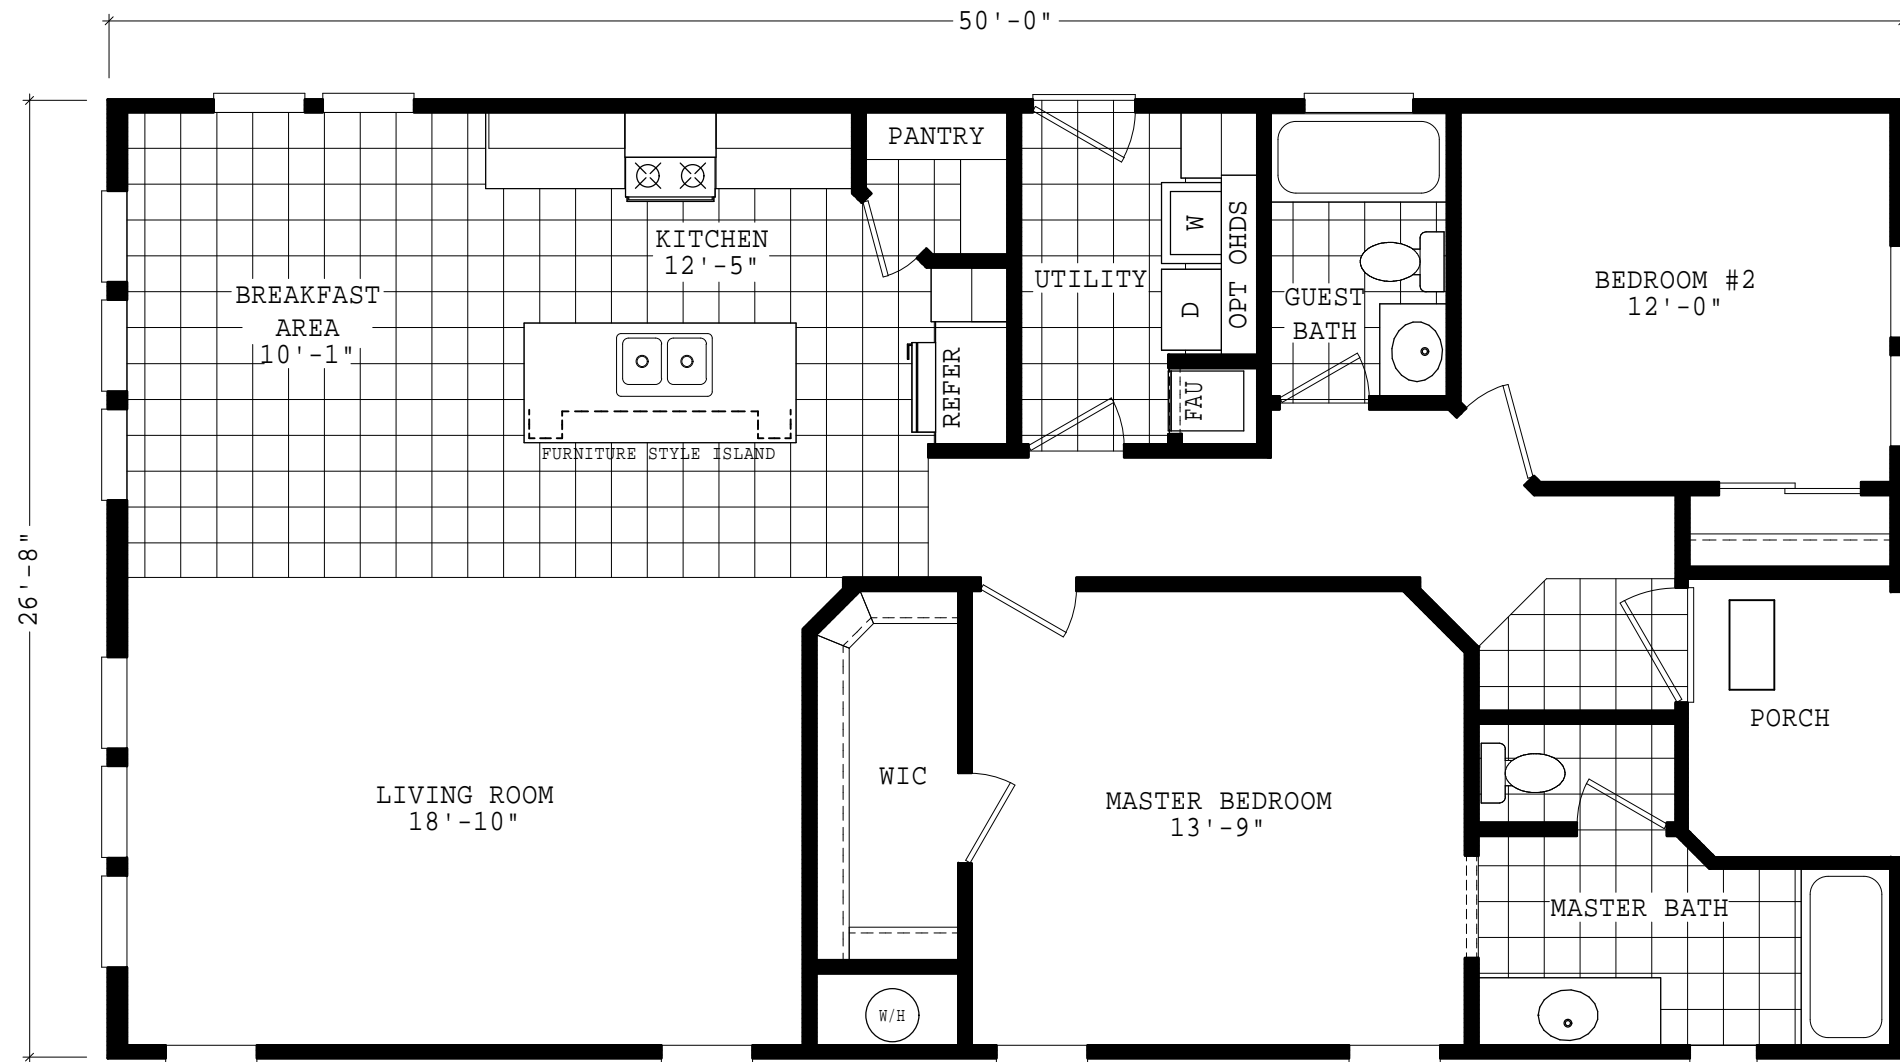 50'-0"
26'-8"
PANTRY
KITCHEN
12'-5"
BREAKFAST
AREA
10'-1"
REFER
FURNITURE STYLE ISLAND
UTILITY
W
D
OPT OHDS
FAU
GUEST
BATH
BEDROOM #2
12'-0"
PORCH
LIVING ROOM
18'-10"
WIC
W/H
MASTER BEDROOM
13'-9"
MASTER BATH